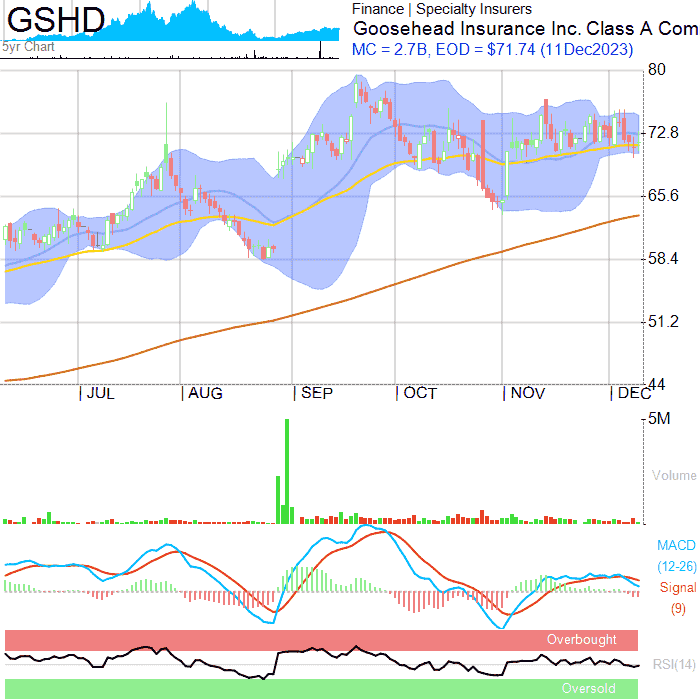 GSHD
5yr Chart
Finance | Specialty Insurers
Goosehead Insurance Inc. Class A Com
MC = 2.7B, EOD = $71.74 (11Dec2023)
80
72.8
65.6
58.4
51.2
44
JUL AUG SEP OCT NOV DEC
5M
Volume
MACD
(12-26)
Signal
(9)
Overbought
RSI(14)
Oversold